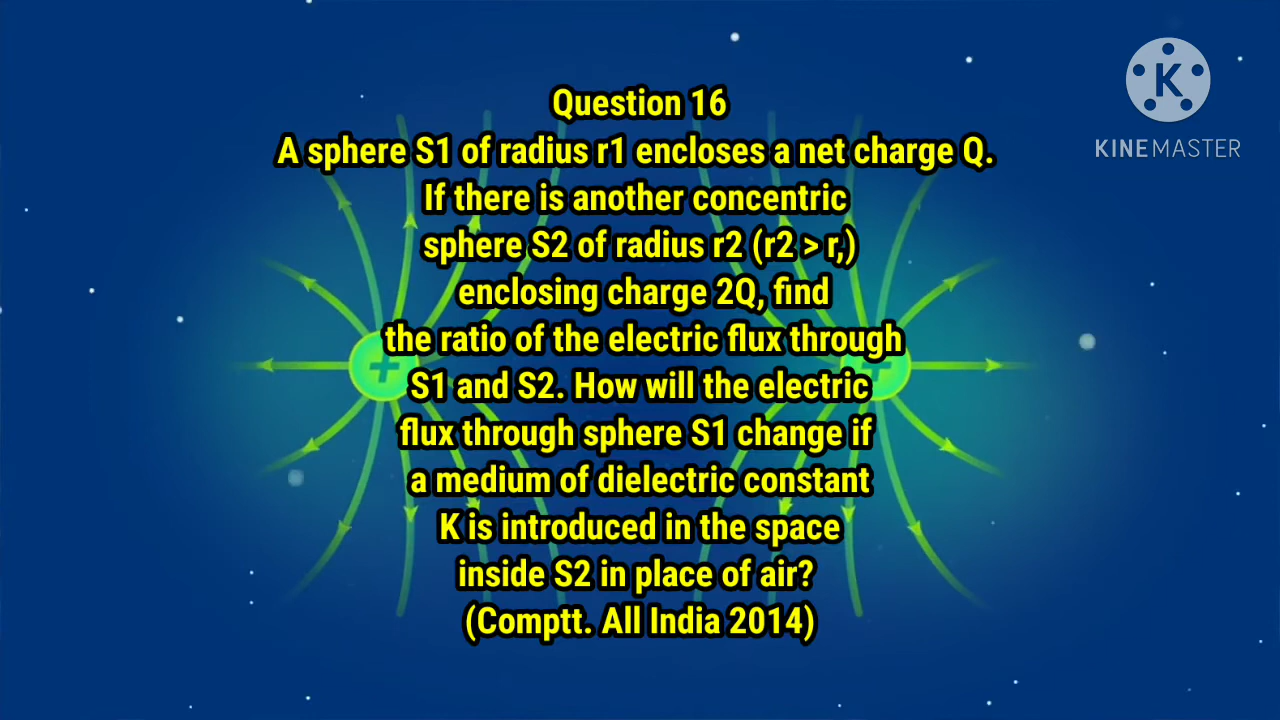 Question 16
A sphere S1 of radius r1 encloses a net charge Q.
If there is another concentric
sphere S2 of radius r2 (r2 > r,)
enclosing charge 2Q, find
the ratio of the electric flux through
S1 and S2. How will the electric
flux through sphere S1 change if
a medium of dielectric constant
K is introduced in the space
inside S2 in place of air?
(Comptt. All India 2014)
K
KINEMASTER